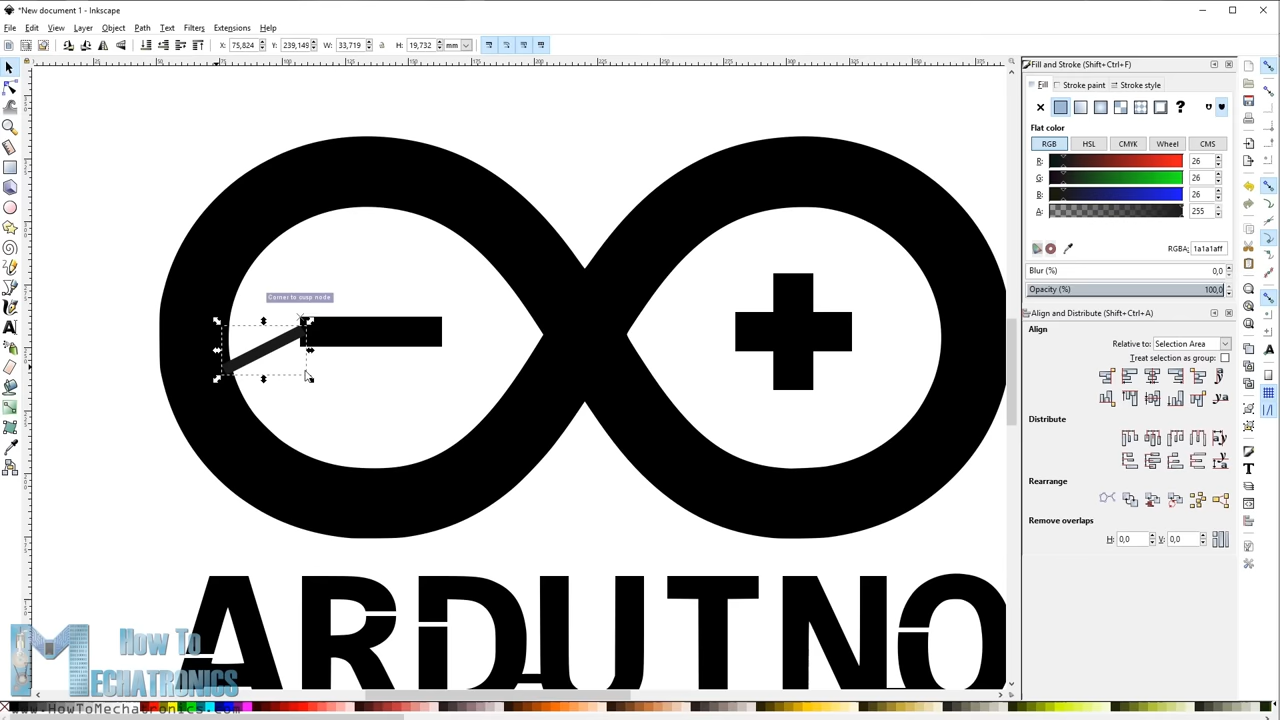 *New document 1 - Inkscape
File Edit View Layer Object Path Text Filters Extensions Help
X: 75,824 Y: 239,149 W: 33,719 H: 19,732 mm
Fill and Stroke (Shift+Ctrl+F)
Fill Stroke paint Stroke style
?
Flat color
RGB HSL CMYK Wheel CMS
R: 26
G: 26
B: 26
A: 255
RGBA: 1a1a1aff
Blur (%) 0,0
Opacity (%) 100,0
Align and Distribute (Shift+Ctrl+A)
Align
Relative to: Selection Area
Treat selection as group:
Distribute
Rearrange
Remove overlaps
H: 0,0 V: 0,0
Corner to cusp node
ARDUTNO
How To
MECHATRONICS
www.HowToMechatronics.com